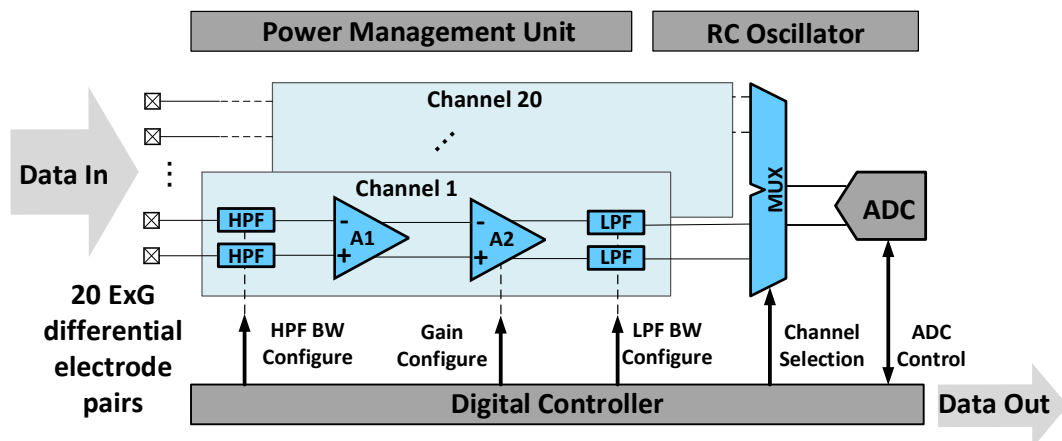 Power Management Unit
RC Oscillator
Channel 20
...
Data In
...
Channel 1
MUX
ADC
HPF
-
A1
-
A2
LPF
HPF
+
+
LPF
20 ExG
differential
electrode
pairs
HPF BW
Configure
Gain
Configure
LPF BW
Configure
Channel
Selection
ADC
Control
Digital Controller
Data Out